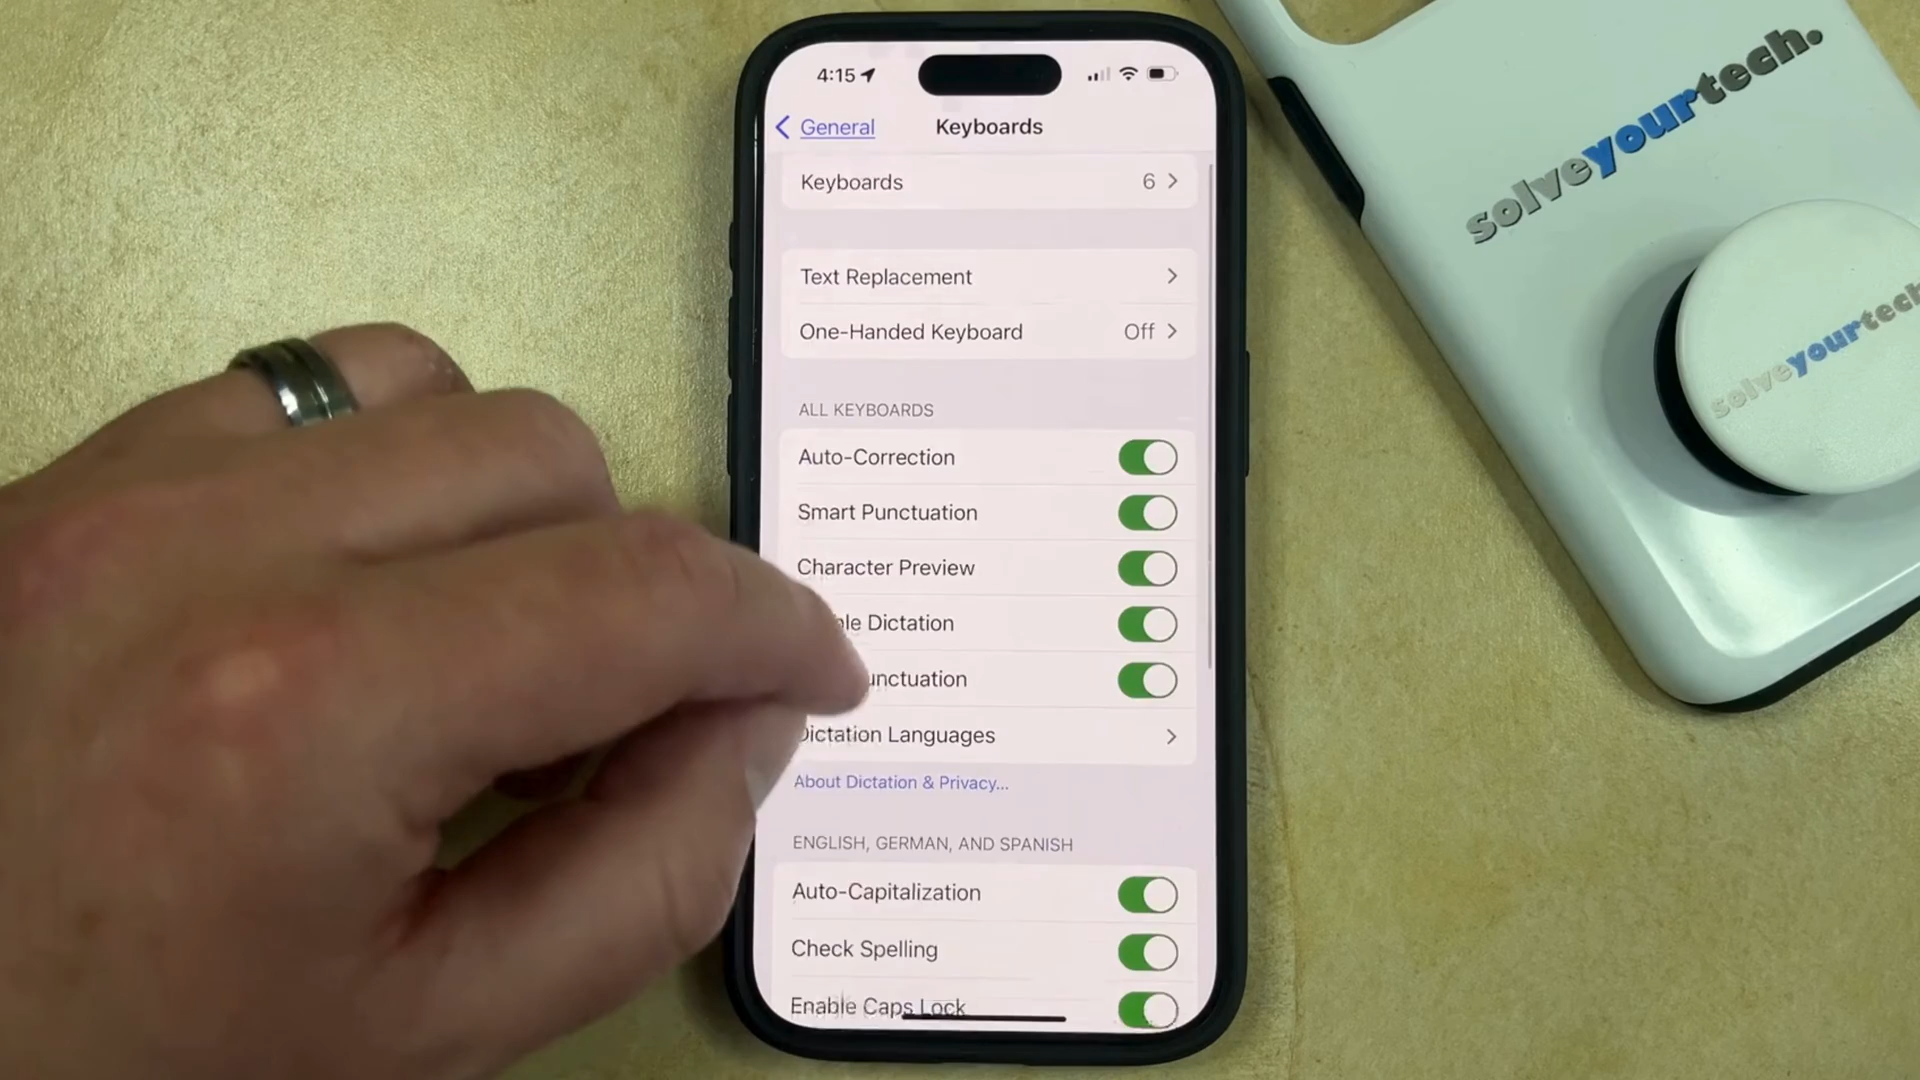 4:15
General
Keyboards
Keyboards 6
Text Replacement
One-Handed Keyboard Off
ALL KEYBOARDS
Auto-Correction
Smart Punctuation
Character Preview
Dictation
Dictation Languages
About Dictation & Privacy...
ENGLISH, GERMAN, AND SPANISH
Auto-Capitalization
Check Spelling
Enable Caps Lock
solveyourtech.
solveyourtech